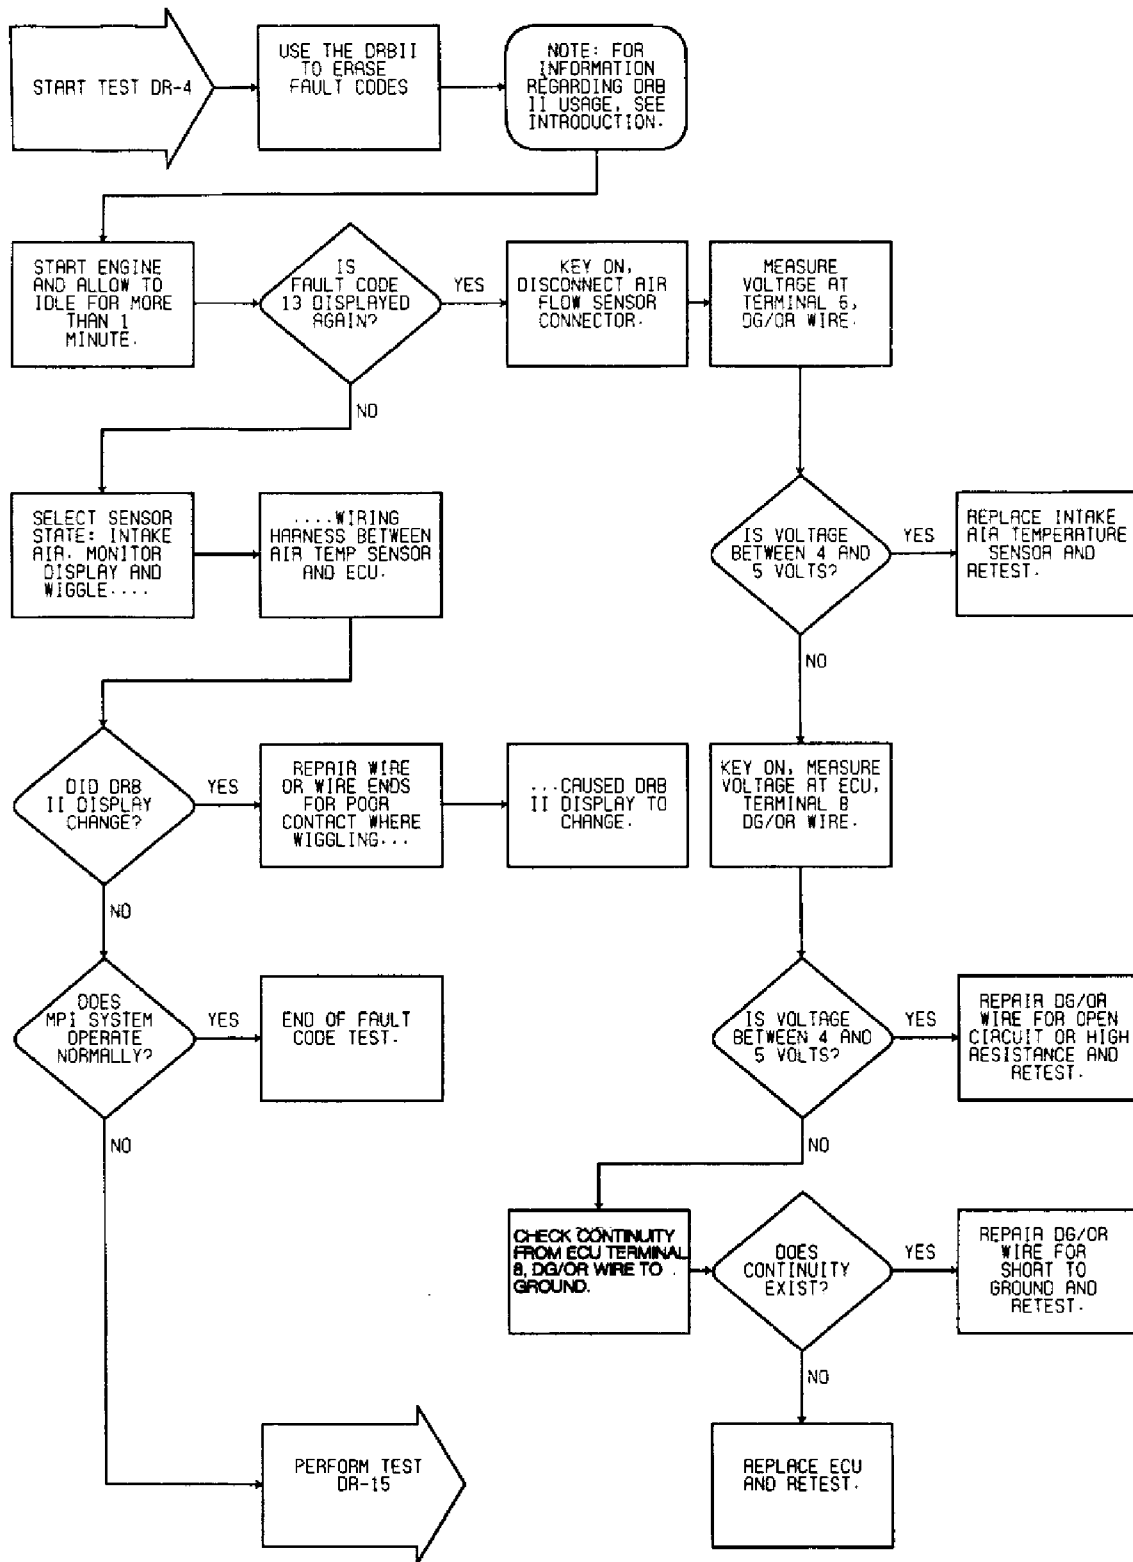 START TEST DR-4
USE THE DRBII
TO ERASE
FAULT CODES
NOTE: FOR
INFORMATION
REGARDING DRB
II USAGE, SEE
INTRODUCTION.
START ENGINE
AND ALLOW TO
IDLE FOR MORE
THAN 1
MINUTE.
IS
FAULT CODE
13 DISPLAYED
AGAIN?
YES
NO
KEY ON,
DISCONNECT AIR
FLOW SENSOR
CONNECTOR.
MEASURE
VOLTAGE AT
TERMINAL 6,
DG/OR WIRE.
SELECT SENSOR
STATE: INTAKE
AIR. MONITOR
DISPLAY AND
WIGGLE....
....WIRING
HARNESS BETWEEN
AIR TEMP SENSOR
AND ECU.
IS VOLTAGE
BETWEEN 4 AND
5 VOLTS?
YES
NO
REPLACE INTAKE
AIR TEMPERATURE
SENSOR AND
RETEST.
DID DRB
II DISPLAY
CHANGE?
YES
NO
REPAIR WIRE
OR WIRE ENDS
FOR POOR
CONTACT WHERE
WIGGLING...
...CAUSED DRB
II DISPLAY TO
CHANGE.
KEY ON, MEASURE
VOLTAGE AT ECU,
TERMINAL 8
DG/OR WIRE.
DOES
MPI SYSTEM
OPERATE
NORMALLY?
YES
NO
END OF FAULT
CODE TEST.
IS VOLTAGE
BETWEEN 4 AND
5 VOLTS?
YES
NO
REPAIR DG/OR
WIRE FOR OPEN
CIRCUIT OR HIGH
RESISTANCE AND
RETEST.
CHECK CONTINUITY
FROM ECU TERMINAL
8, DG/OR WIRE TO
GROUND.
DOES
CONTINUITY
EXIST?
YES
NO
REPAIR DG/OR
WIRE FOR
SHORT TO
GROUND AND
RETEST.
PERFORM TEST
DR-15
REPLACE ECU
AND RETEST.